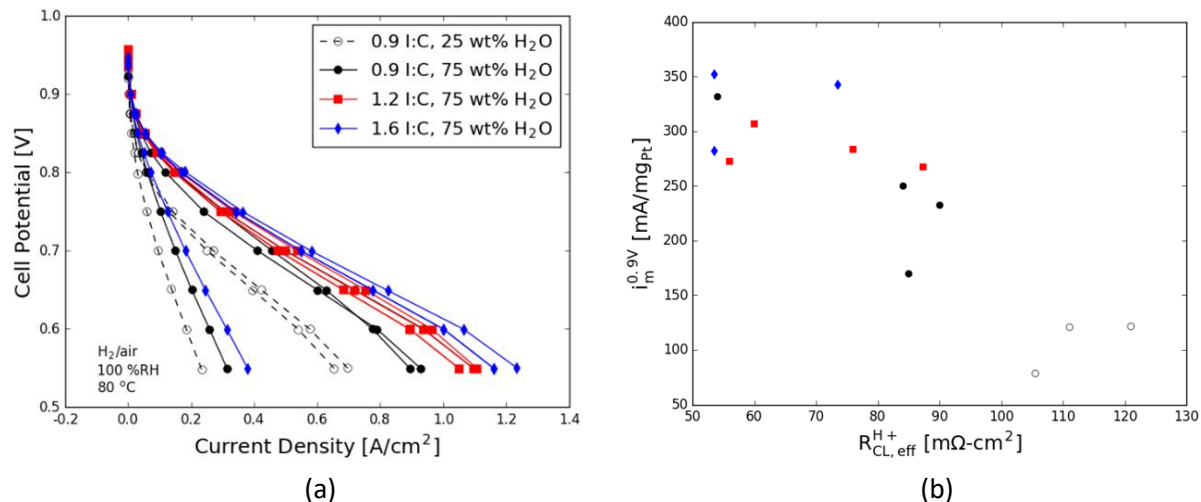 1.0
0.9
0.8
0.7
0.6
0.5
Cell Potential [V]
0.9 I:C, 25 wt% H₂O
0.9 I:C, 75 wt% H₂O
1.2 I:C, 75 wt% H₂O
1.6 I:C, 75 wt% H₂O
H₂/air
100 %RH
80 °C
0.0 0.2 0.4 0.6 0.8 1.0 1.2 1.4
Current Density [A/cm²]
(a)
400
350
300
250
200
150
100
50
i_m^0.9V [mA/mg_Pt]
50 60 70 80 90 100 110 120 130
R_CL, eff^H+ [mΩ-cm²]
(b)